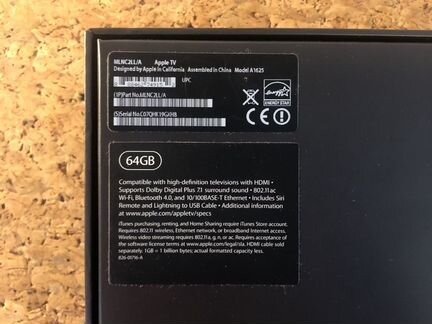 MLNC2LL/A Apple TV
Designed by Apple in California Assembled in China Model A1625
UPC
(1P)Part No.MLNC2LL/A
(S)Serial No.C07QHK19GXHB
ENERGY STAR
64GB
Compatible with high-definition televisions with HDMI •
Supports Dolby Digital Plus 7.1 surround sound • 802.11ac
Wi-Fi, Bluetooth 4.0, and 10/100BASE-T Ethernet • Includes Siri
Remote and Lightning to USB Cable • Additional information
at www.apple.com/appletv/specs
iTunes purchasing, renting, and Home Sharing require iTunes Store account.
Requires 802.11 wireless, Ethernet network, or broadband Internet access.
Wireless video streaming requires 802.11a, g, n, or ac. Requires acceptance of
the software license terms at www.apple.com/legal/sla. HDMI cable sold
separately. 1GB = 1 billion bytes; actual formatted capacity less.
826-01716-A